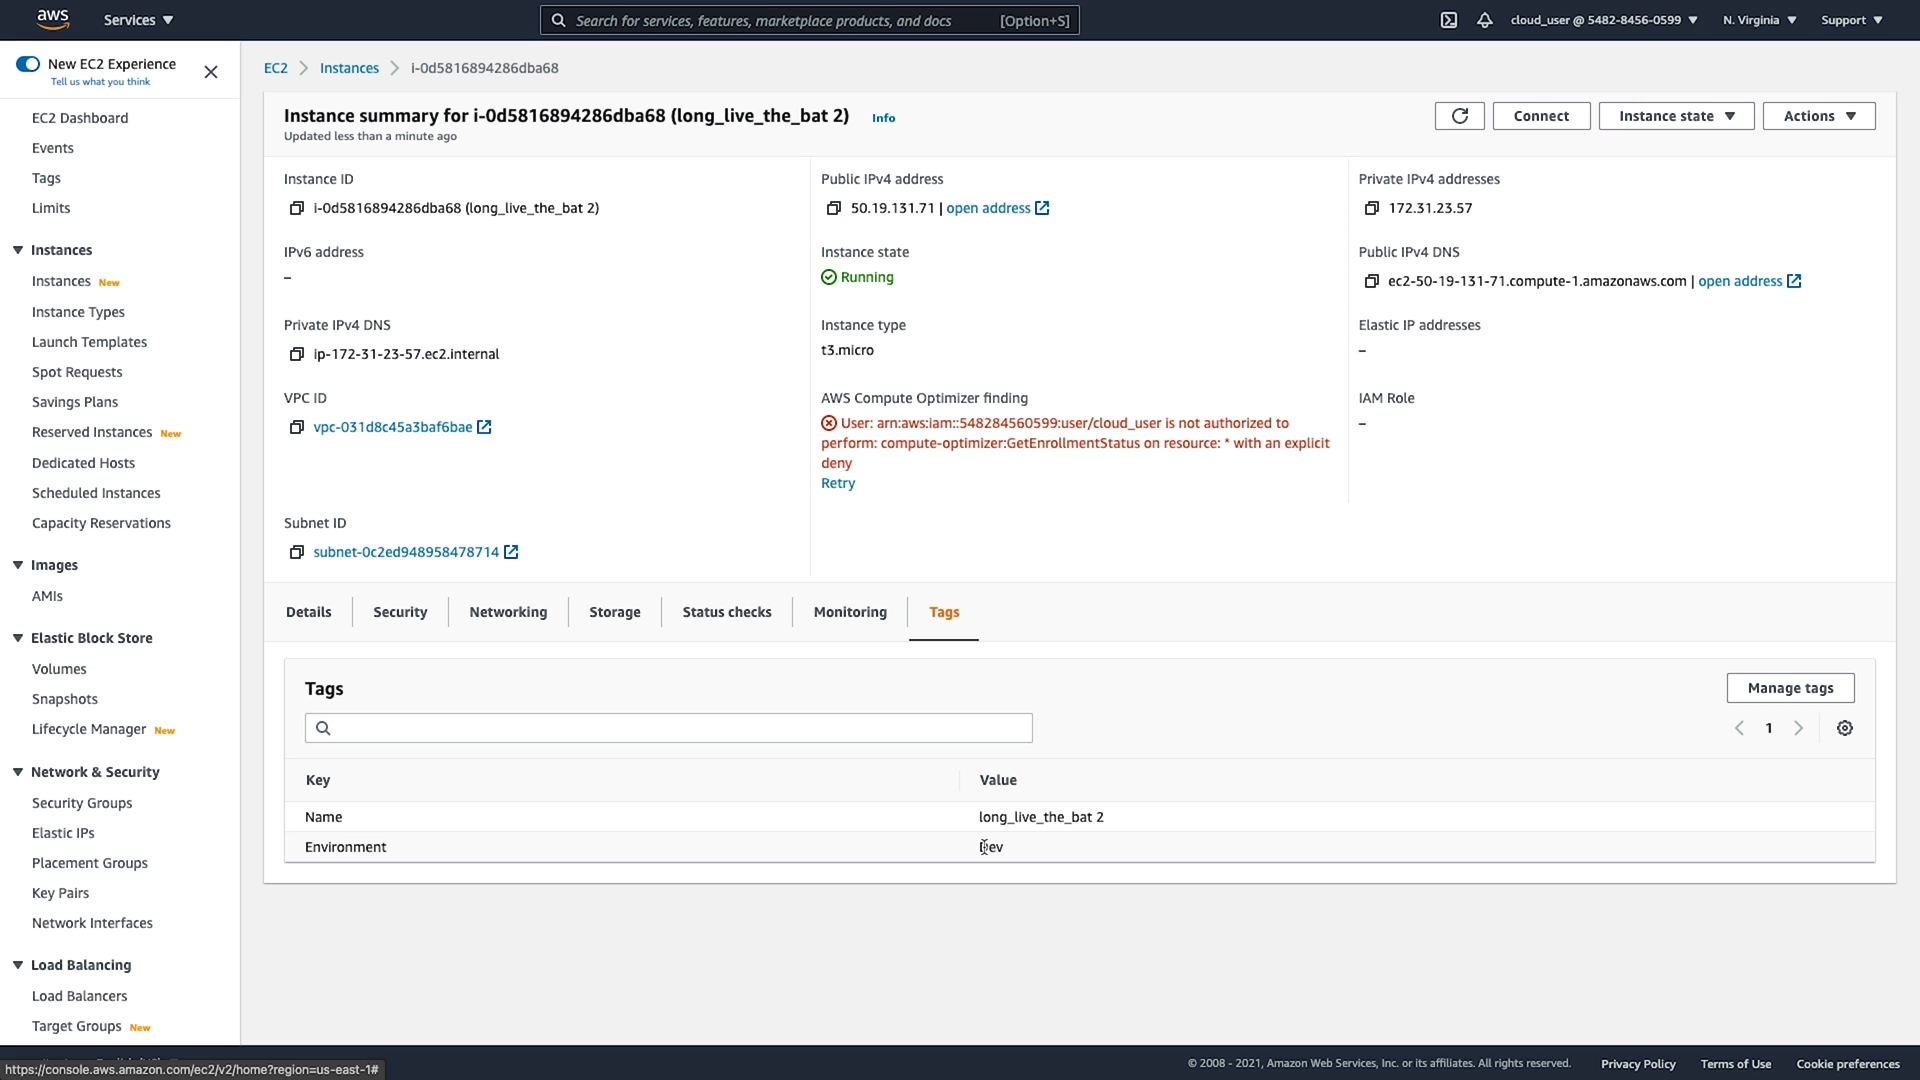 aws
Services
Search for services, features, marketplace products, and docs
[Option+S]
cloud_user @ 5482-8456-0599
N. Virginia
Support
New EC2 Experience
Tell us what you think
EC2 Dashboard
Events
Tags
Limits
Instances
Instances New
Instance Types
Launch Templates
Spot Requests
Savings Plans
Reserved Instances New
Dedicated Hosts
Scheduled Instances
Capacity Reservations
Images
AMIs
Elastic Block Store
Volumes
Snapshots
Lifecycle Manager New
Network & Security
Security Groups
Elastic IPs
Placement Groups
Key Pairs
Network Interfaces
Load Balancing
Load Balancers
Target Groups New
EC2 > Instances > i-0d5816894286dba68
Instance summary for i-0d5816894286dba68 (long_live_the_bat 2) Info
Updated less than a minute ago
Connect
Instance state
Actions
Instance ID
i-0d5816894286dba68 (long_live_the_bat 2)
Public IPv4 address
50.19.131.71 | open address
Private IPv4 addresses
172.31.23.57
IPv6 address
–
Instance state
Running
Public IPv4 DNS
ec2-50-19-131-71.compute-1.amazonaws.com | open address
Private IPv4 DNS
ip-172-31-23-57.ec2.internal
Instance type
t3.micro
Elastic IP addresses
–
VPC ID
vpc-031d8c45a3baf6bae
AWS Compute Optimizer finding
User: arn:aws:iam::548284560599:user/cloud_user is not authorized to
perform: compute-optimizer:GetEnrollmentStatus on resource: * with an explicit
deny
Retry
IAM Role
–
Subnet ID
subnet-0c2ed948958478714
Details
Security
Networking
Storage
Status checks
Monitoring
Tags
Tags
Manage tags
1
Key
Value
Name
long_live_the_bat 2
Environment
Dev
https://console.aws.amazon.com/ec2/v2/home?region=us-east-1#
© 2008 - 2021, Amazon Web Services, Inc. or its affiliates. All rights reserved.
Privacy Policy
Terms of Use
Cookie preferences